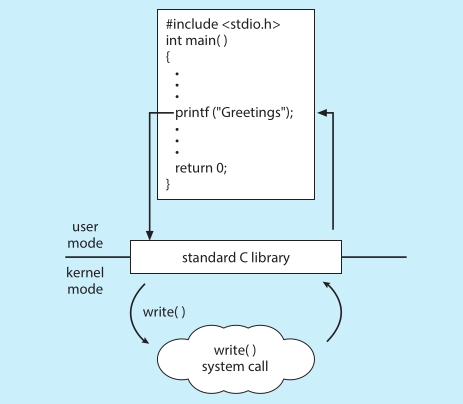 #include <stdio.h>
int main( )
{
•
•
•
printf ("Greetings");
•
•
•
return 0;
}
user
mode
standard C library
kernel
mode
write( )
write( )
system call